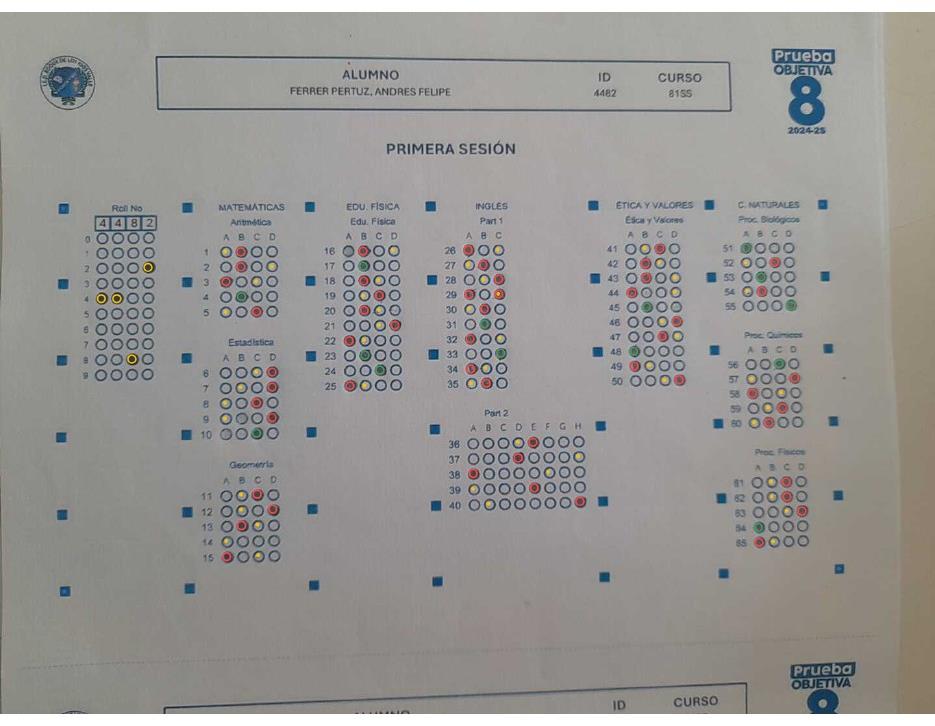 Prueba
OBJETIVA
8
2024-25
ALUMNO
FERRER PERTUZ, ANDRES FELIPE
ID
4482
CURSO
81SS
PRIMERA SESIÓN
Roll No
4 4 8 2
0
1
2
3
4
5
6
7
8
9
MATEMÁTICAS
Aritmética
A B C D
1
2
3
4
5
Estadística
A B C D
6
7
8
9
10
Geometría
A B C D
11
12
13
14
15
EDU. FÍSICA
Edu. Física
A B C D
16
17
18
19
20
21
22
23
24
25
INGLÉS
Part 1
A B C
26
27
28
29
30
31
32
33
34
35
Part 2
A B C D E F G H
36
37
38
39
40
ÉTICA Y VALORES
Ética y Valores
A B C D
41
42
43
44
45
46
47
48
49
50
C. NATURALES
Proc. Biológicos
A B C D
51
52
53
54
55
Proc. Químicos
A B C D
56
57
58
59
60
Proc. Físicos
A B C D
61
62
63
64
65
Prueba
OBJETIVA
8
ALUMNO
ID
CURSO